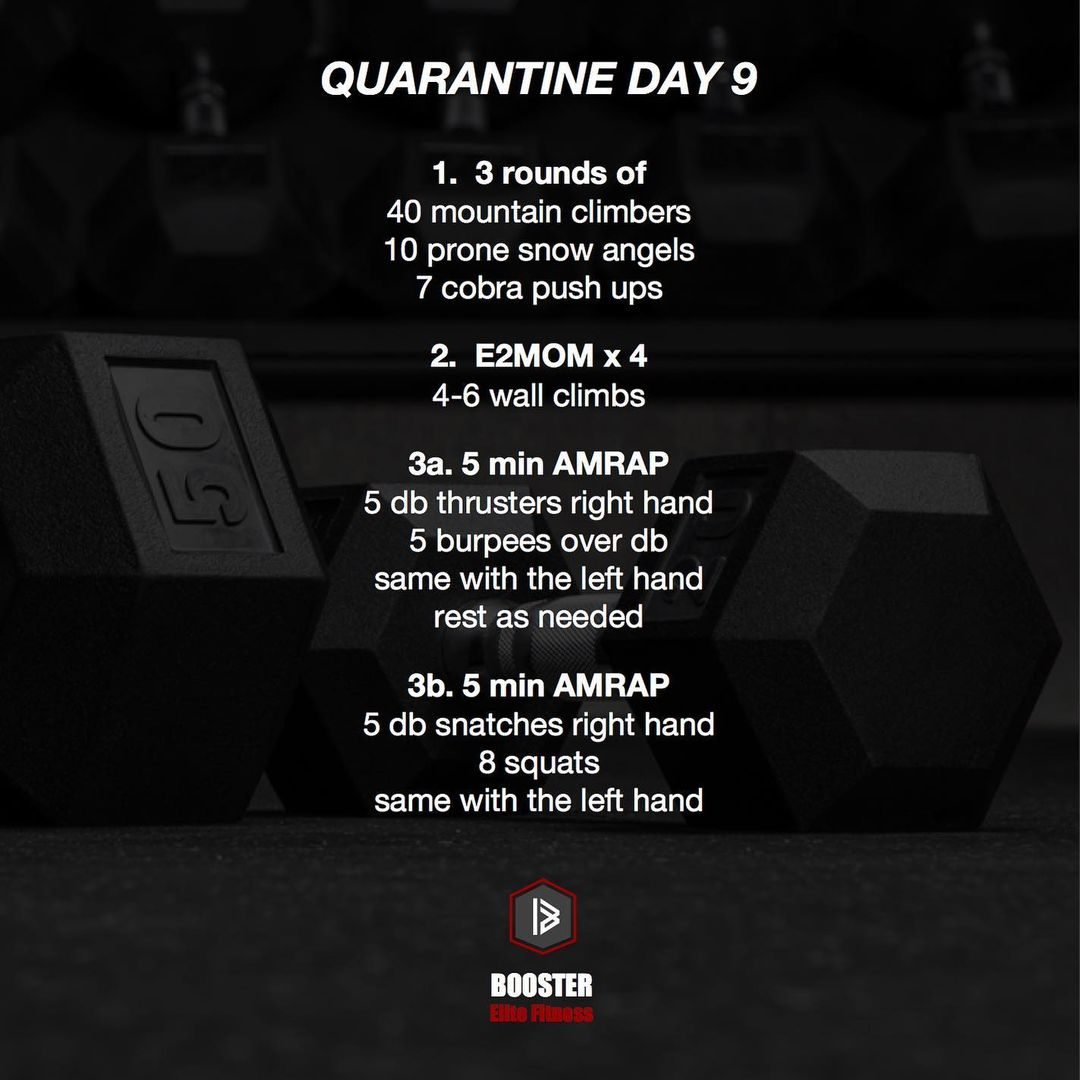 QUARANTINE DAY 9
1. 3 rounds of
40 mountain climbers
10 prone snow angels
7 cobra push ups
2. E2MOM x 4
4-6 wall climbs
3a. 5 min AMRAP
5 db thrusters right hand
5 burpees over db
same with the left hand
rest as needed
3b. 5 min AMRAP
5 db snatches right hand
8 squats
same with the left hand
50
BOOSTER
Elite Fitness